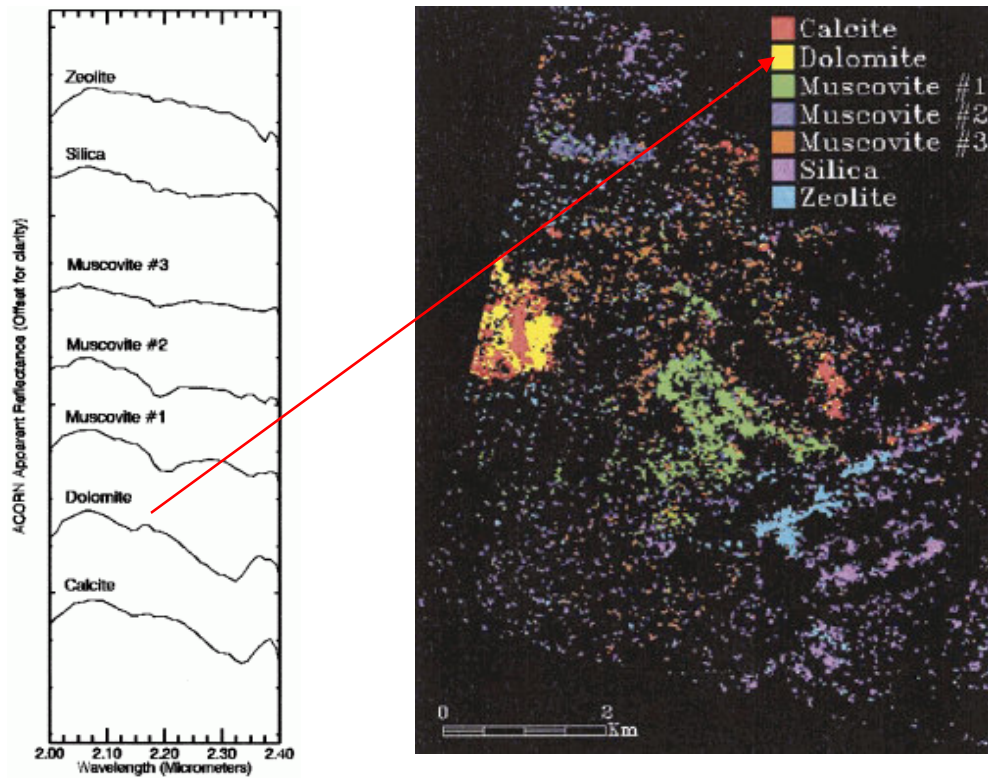 Zeolite
Silica
Muscovite #3
Muscovite #2
Muscovite #1
Dolomite
Calcite
ACORN Apparent Reflectance (Offset for clarity)
2.00 2.10 2.20 2.30 2.40
Wavelength (Micrometers)
Calcite
Dolomite
Muscovite #1
Muscovite #2
Muscovite #3
Silica
Zeolite
0 2
Km